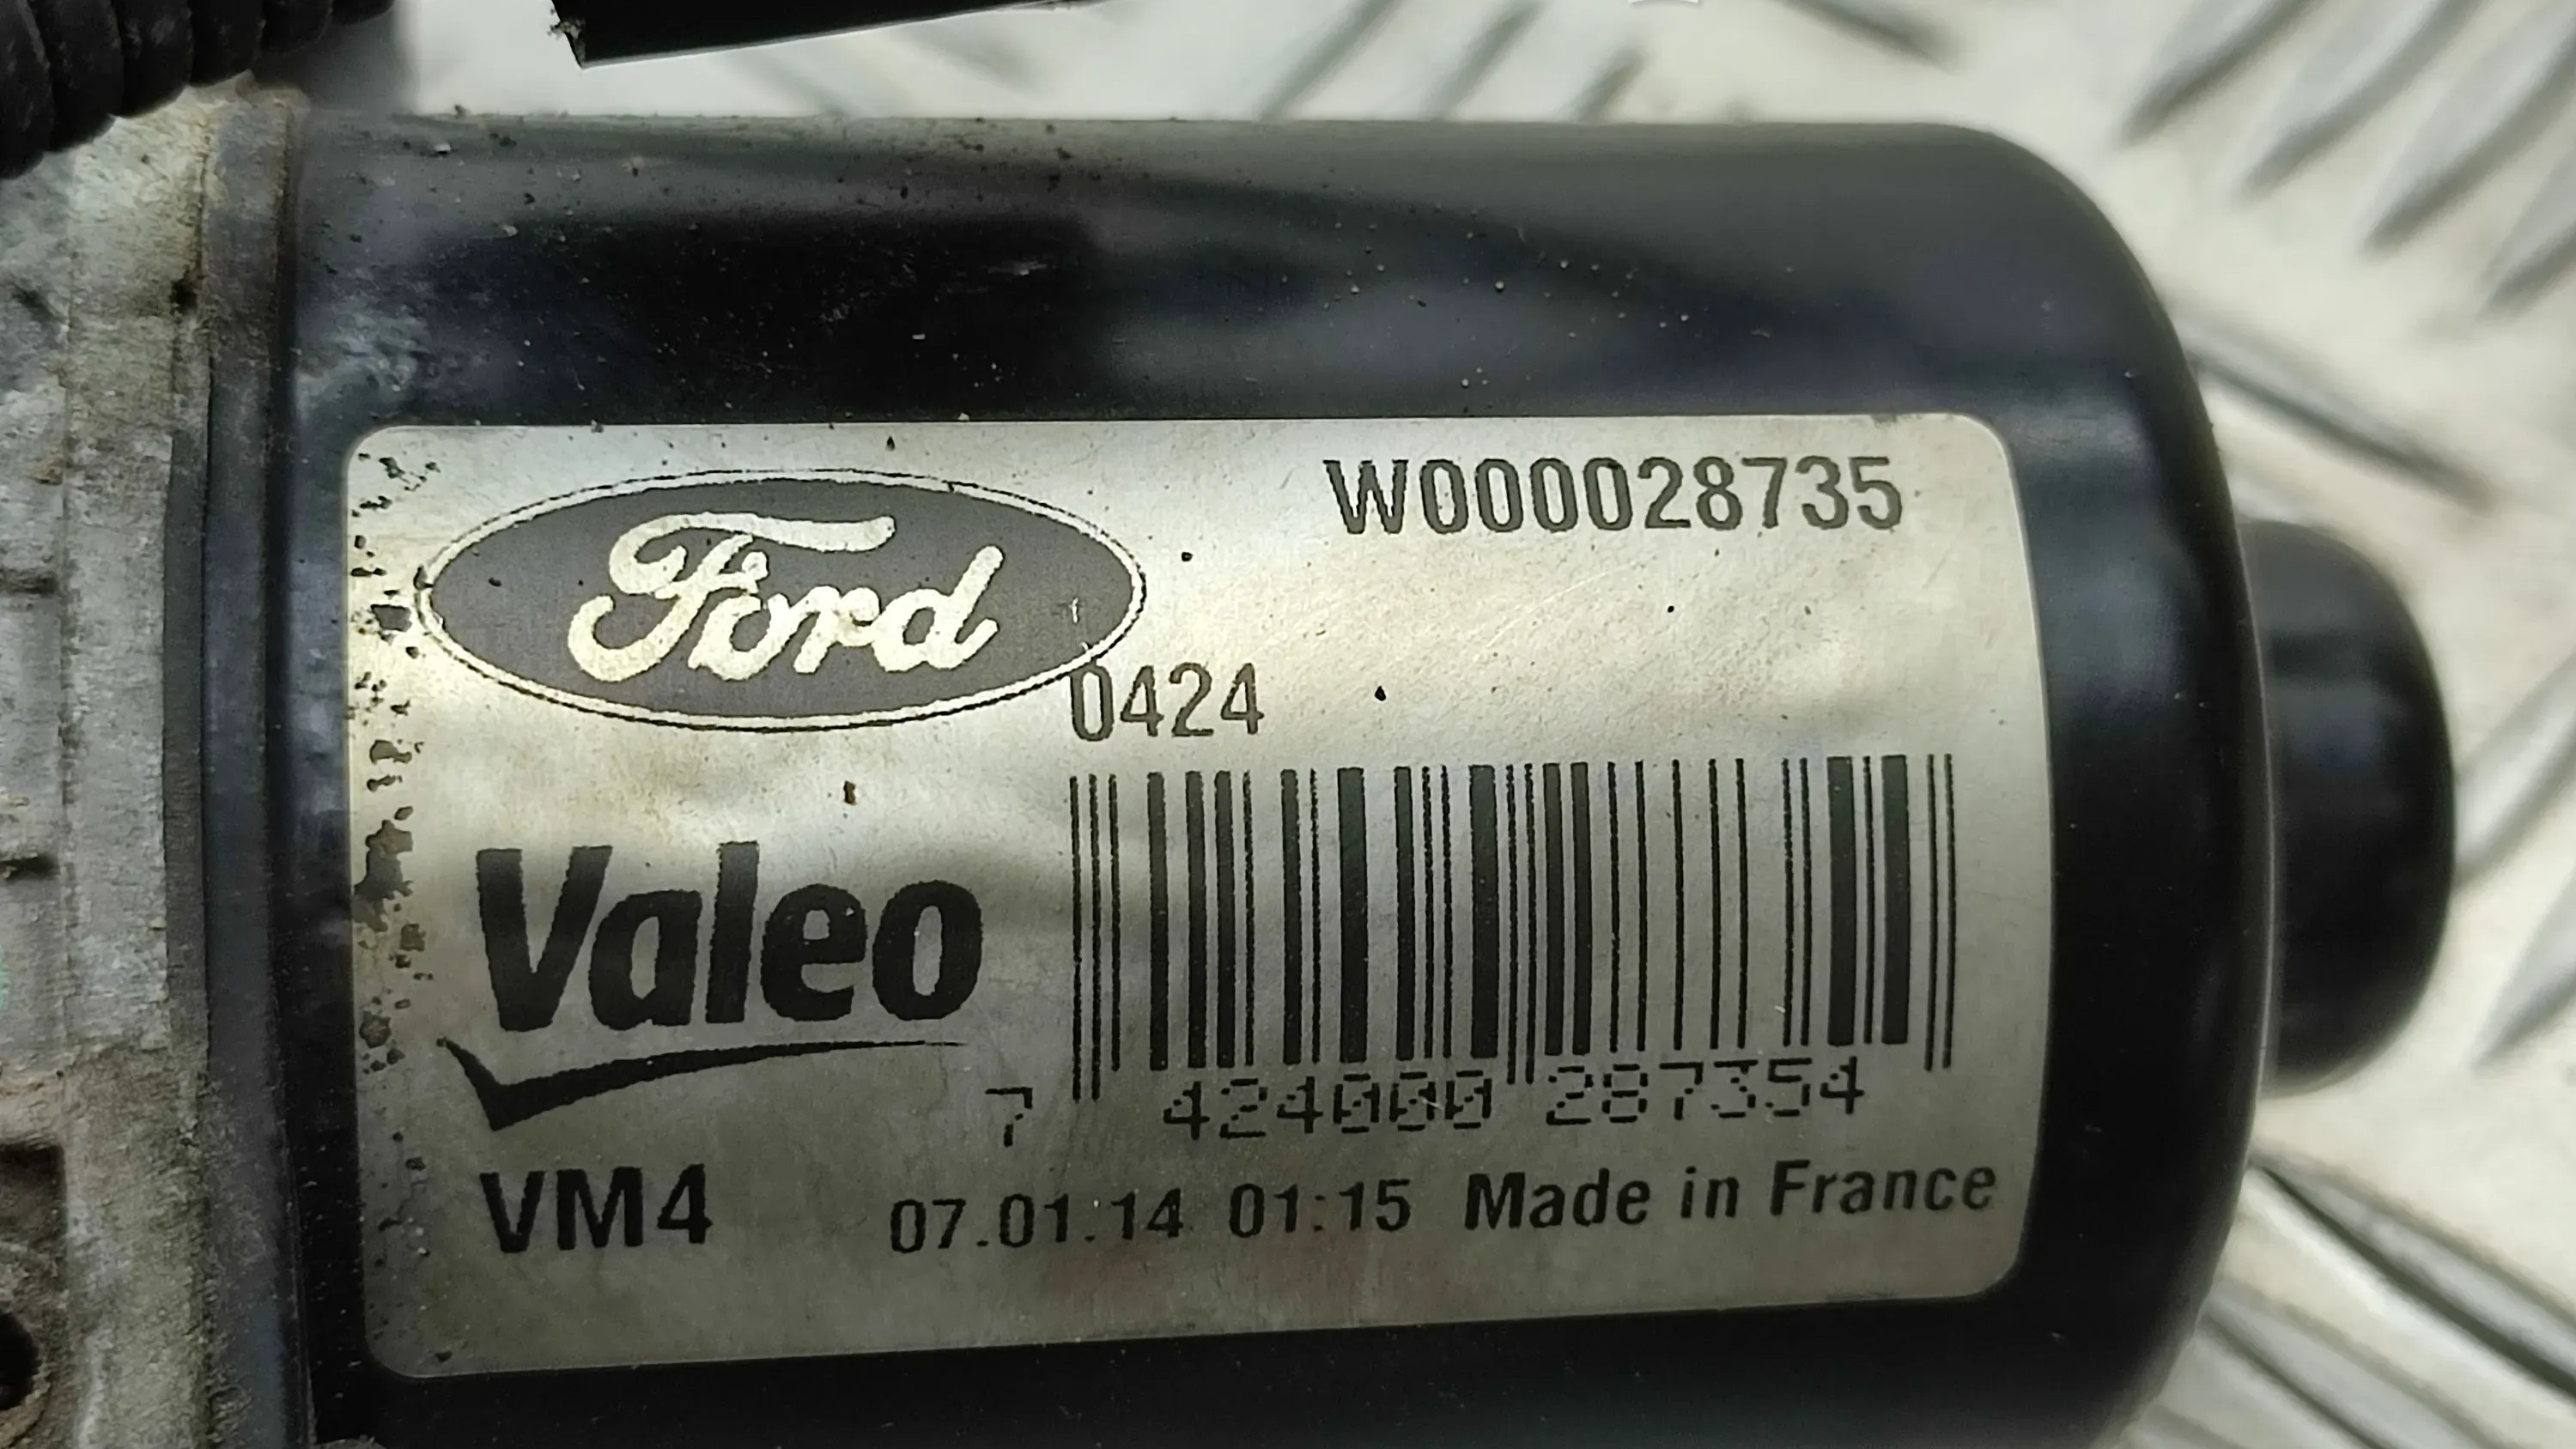 W000028735
Ford
0424
Valeo
7 424000 287354
VM4 07.01.14 01:15 Made in France